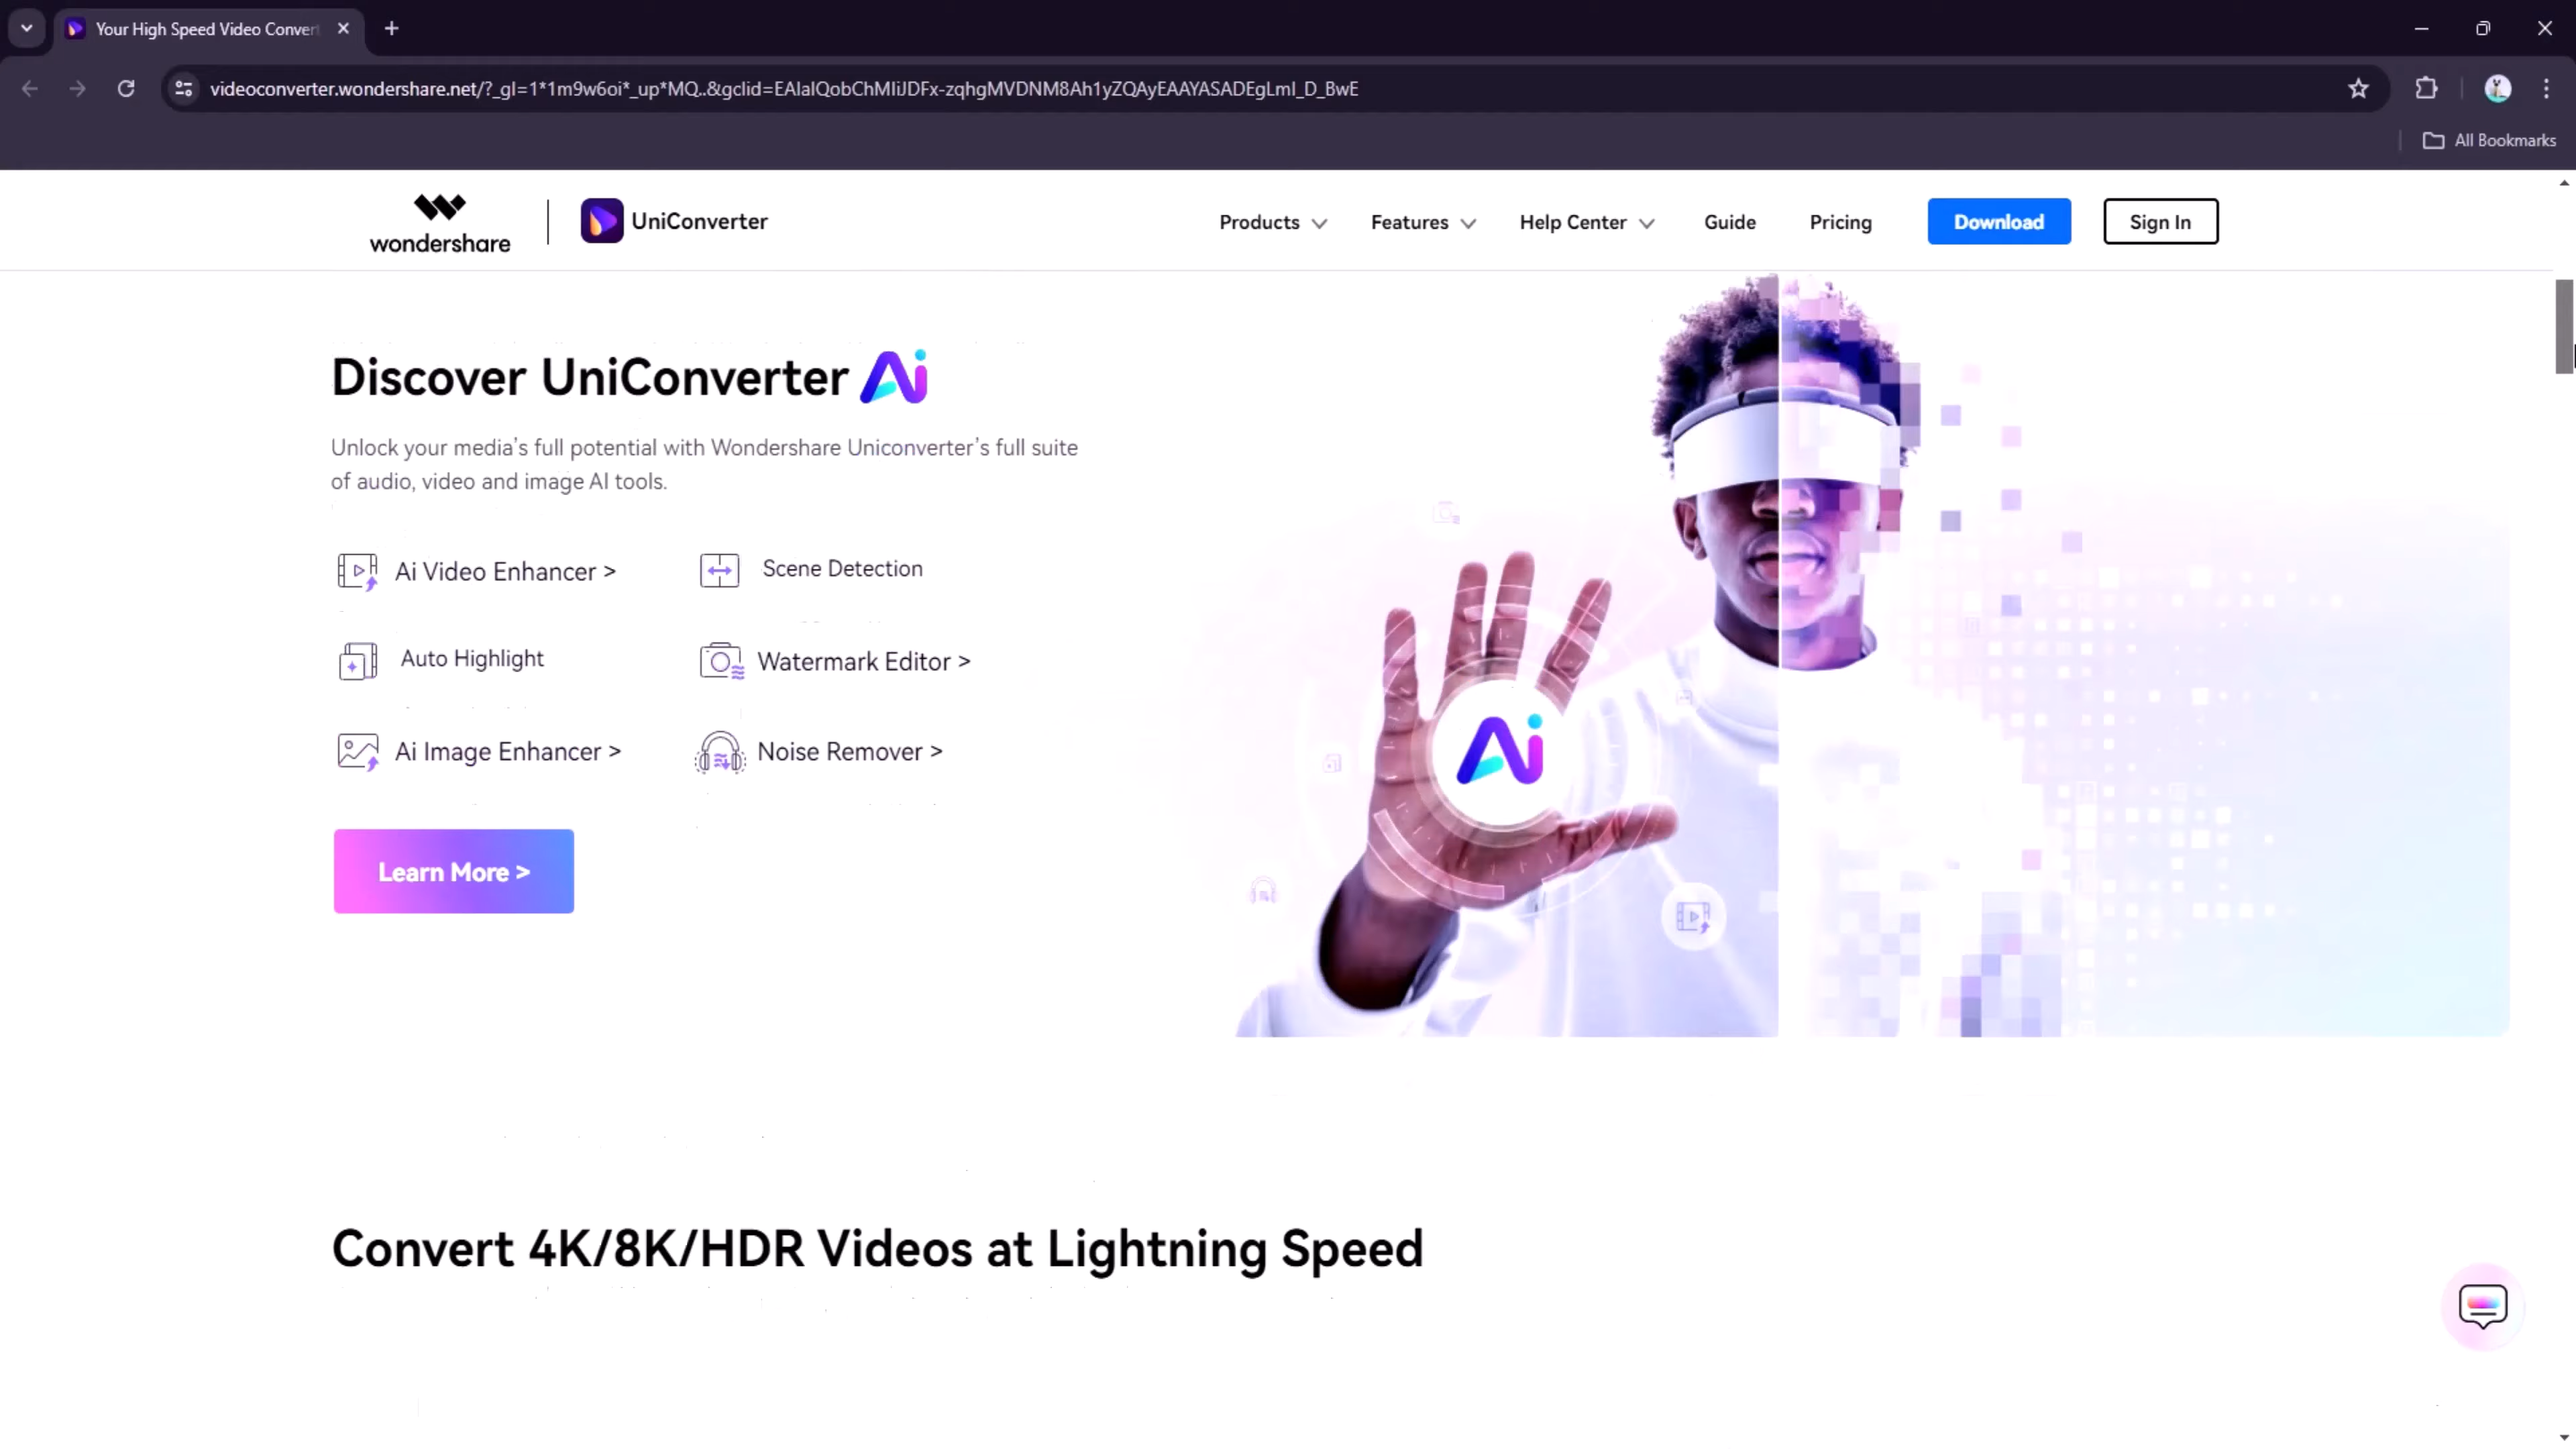 Your High Speed Video Convert
videoconverter.wondershare.net/?_gl=1*1m9w6oi*_up*MQ..&gclid=EAIaIQobChMIiJDFx-zqhgMVDNM8Ah1yZQAyEAAYASADEgLmI_D_BwE
All Bookmarks
wondershare
UniConverter
Products
Features
Help Center
Guide
Pricing
Download
Sign In
Discover UniConverter Ai
Unlock your media's full potential with Wondershare Uniconverter's full suite
of audio, video and image AI tools.
Ai Video Enhancer >
Scene Detection
Auto Highlight
Watermark Editor >
Ai Image Enhancer >
Noise Remover >
Learn More >
Ai
Convert 4K/8K/HDR Videos at Lightning Speed